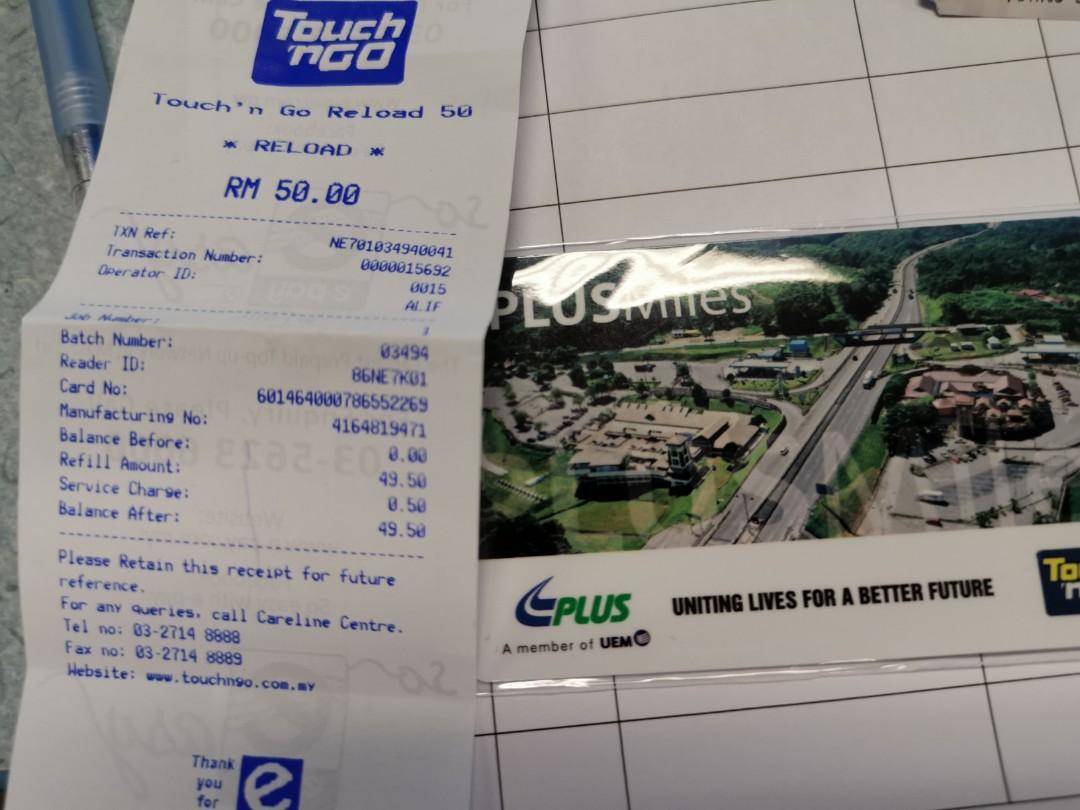 Touch
'nGO
Touch'n Go Reload 50
* RELOAD *
RM 50.00
TXN Ref: NE701034940041
Transaction Number: 0000015692
Operator ID: 0015
ALIF
Job Number: 1
Batch Number: 03494
Reader ID: 86NE7K01
Card No: 6014640000786552269
Manufacturing No: 4164819471
Balance Before: 0.00
Refill Amount: 49.50
Service Charge: 0.50
Balance After: 49.50
Please Retain this receipt for future
reference.
For any queries, call Careline Centre.
Tel no: 03-2714 8888
Fax no: 03-2714 8889
Website: www.touchngo.com.my
Thank
you
for
e
PLUSMiles
PLUS
A member of UEM
UNITING LIVES FOR A BETTER FUTURE